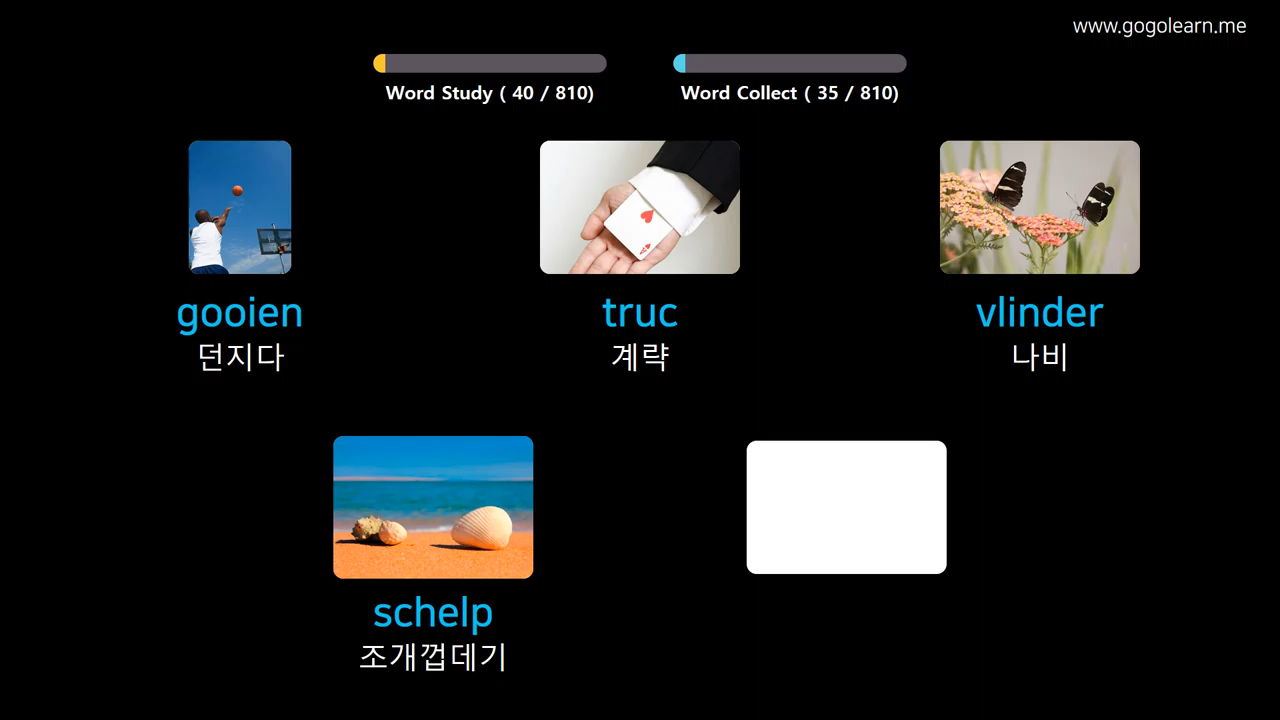 www.gogolearn.me
Word Study ( 40 / 810)
Word Collect ( 35 / 810)
gooien
던지다
truc
계략
vlinder
나비
schelp
조개껍데기